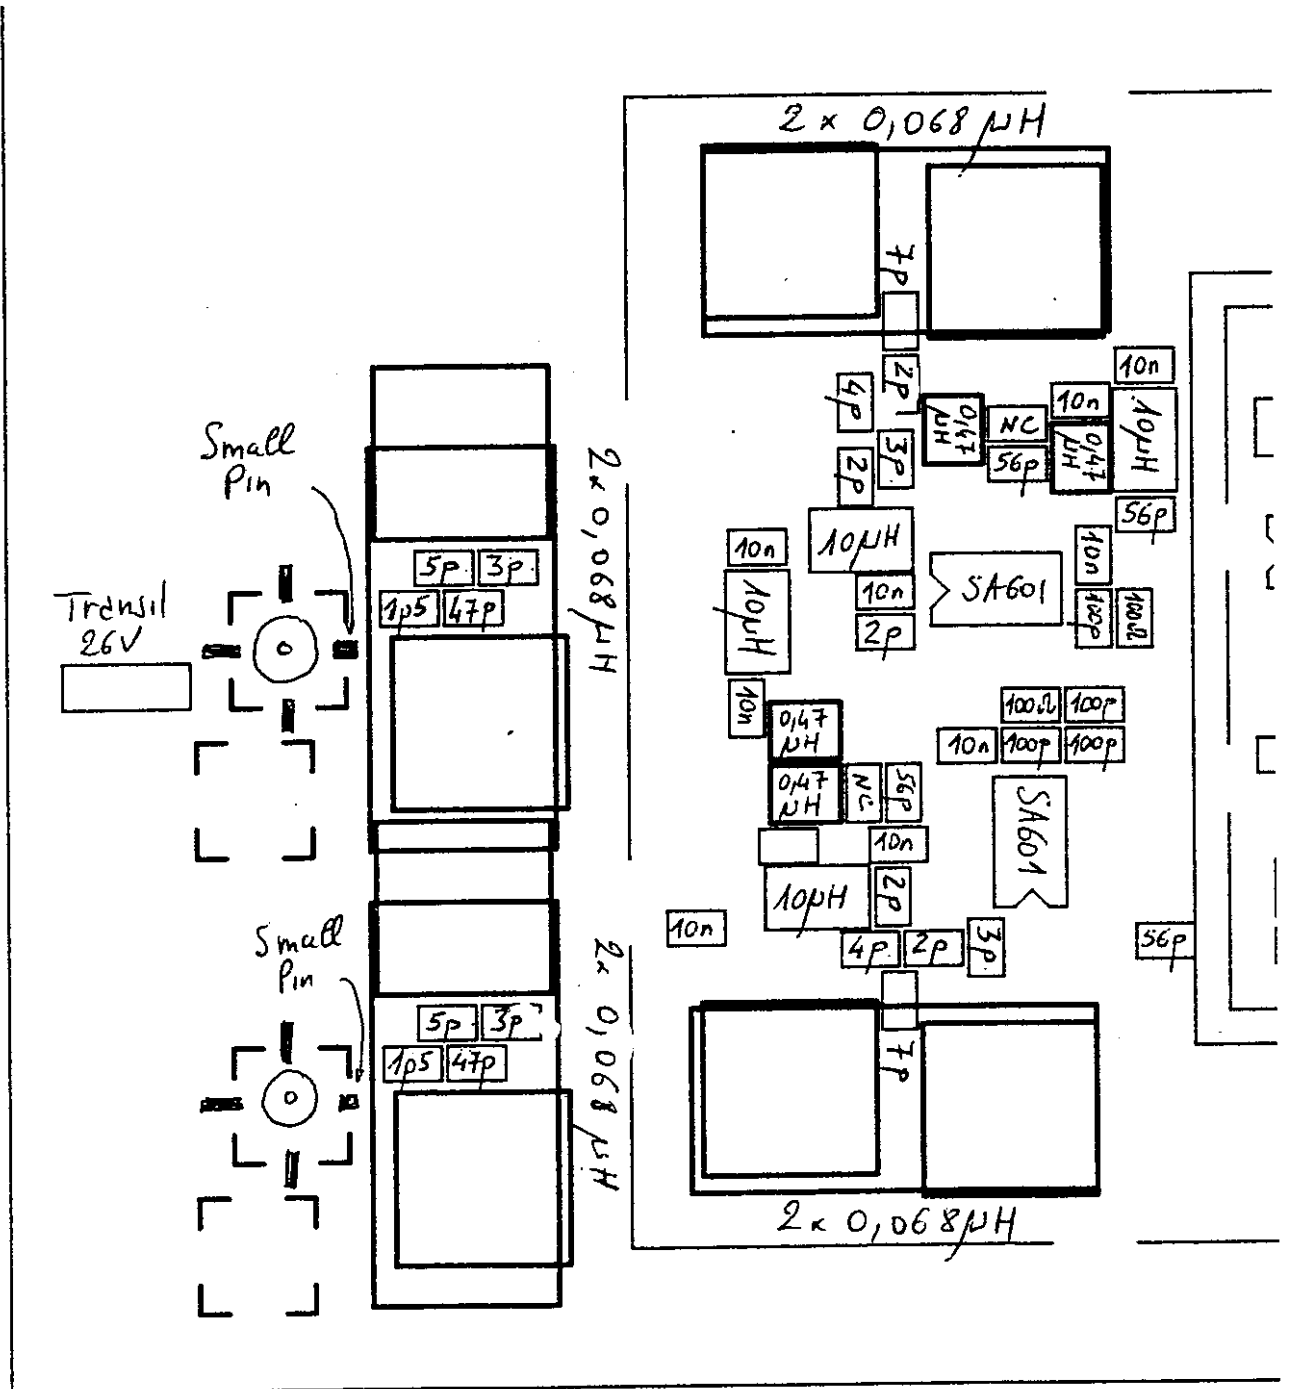 2 x 0,068 µH
7p
2p
4p
3p
2p
0,47
µH
NC
56p
10n
0,47
µH
10n
10µH
56p
Small
Pin
2x 0,068 µH
5p
3p
1p5
47p
Transil
26V
10n
10µH
10µH
10n
2p
SA601
10n
100p
100Ω
10n
0,47
µH
0,47
µH
NC
56p
10n
100Ω
100p
10n
100p
100p
SA601
10µH
2p
10n
4p
2p
3p
56p
Small
Pin
5p
3p
1p5
47p
2x 0,068 µH
7p
2 x 0,068µH